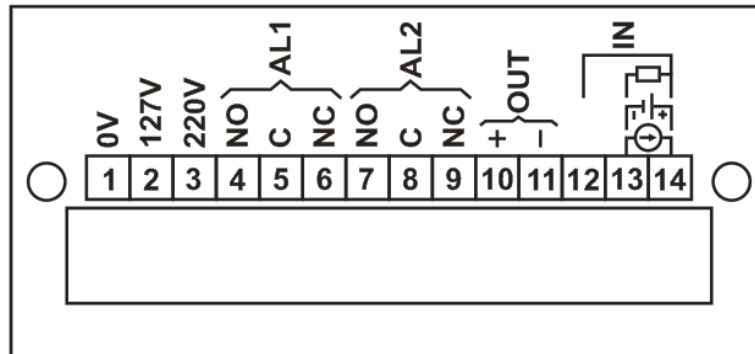 AL1 AL2 OUT IN
0V 127V 220V NO C NC NO C NC + −
- +
1 2 3 4 5 6 7 8 9 10 11 12 13 14